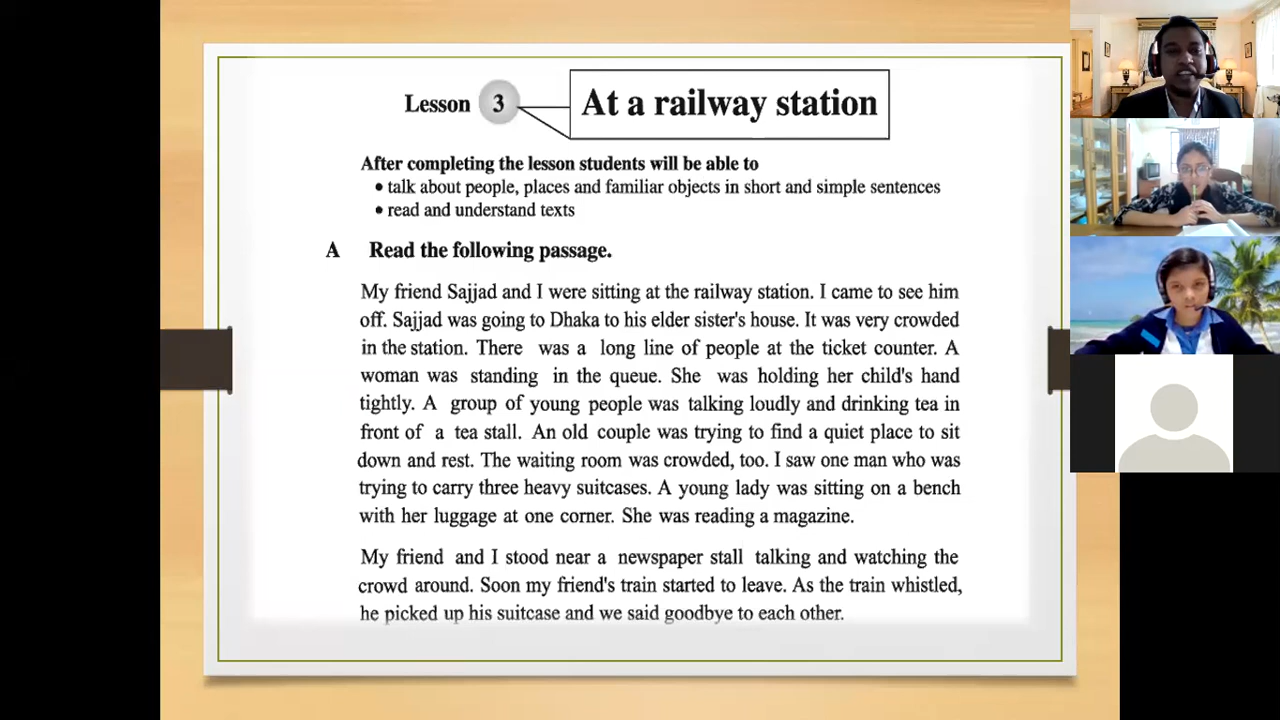 Lesson 3 At a railway station
After completing the lesson students will be able to
• talk about people, places and familiar objects in short and simple sentences
• read and understand texts
A Read the following passage.
My friend Sajjad and I were sitting at the railway station. I came to see him
off. Sajjad was going to Dhaka to his elder sister's house. It was very crowded
in the station. There was a long line of people at the ticket counter. A
woman was standing in the queue. She was holding her child's hand
tightly. A group of young people was talking loudly and drinking tea in
front of a tea stall. An old couple was trying to find a quiet place to sit
down and rest. The waiting room was crowded, too. I saw one man who was
trying to carry three heavy suitcases. A young lady was sitting on a bench
with her luggage at one corner. She was reading a magazine.
My friend and I stood near a newspaper stall talking and watching the
crowd around. Soon my friend's train started to leave. As the train whistled,
he picked up his suitcase and we said goodbye to each other.